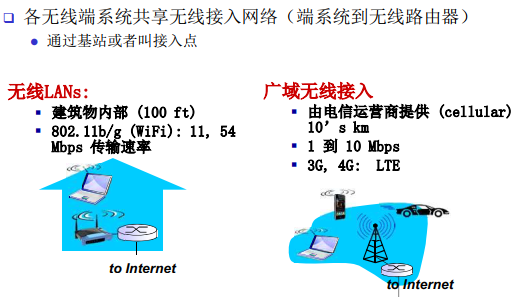 各无线端系统共享无线接入网络（端系统到无线路由器）
通过基站或者叫接入点
无线LANs:
建筑物内部 (100 ft)
802.11b/g (WiFi): 11, 54
Mbps 传输速率
to Internet
广域无线接入
由电信运营商提供 (cellular)
10’s km
1 到 10 Mbps
3G, 4G: LTE
to Internet